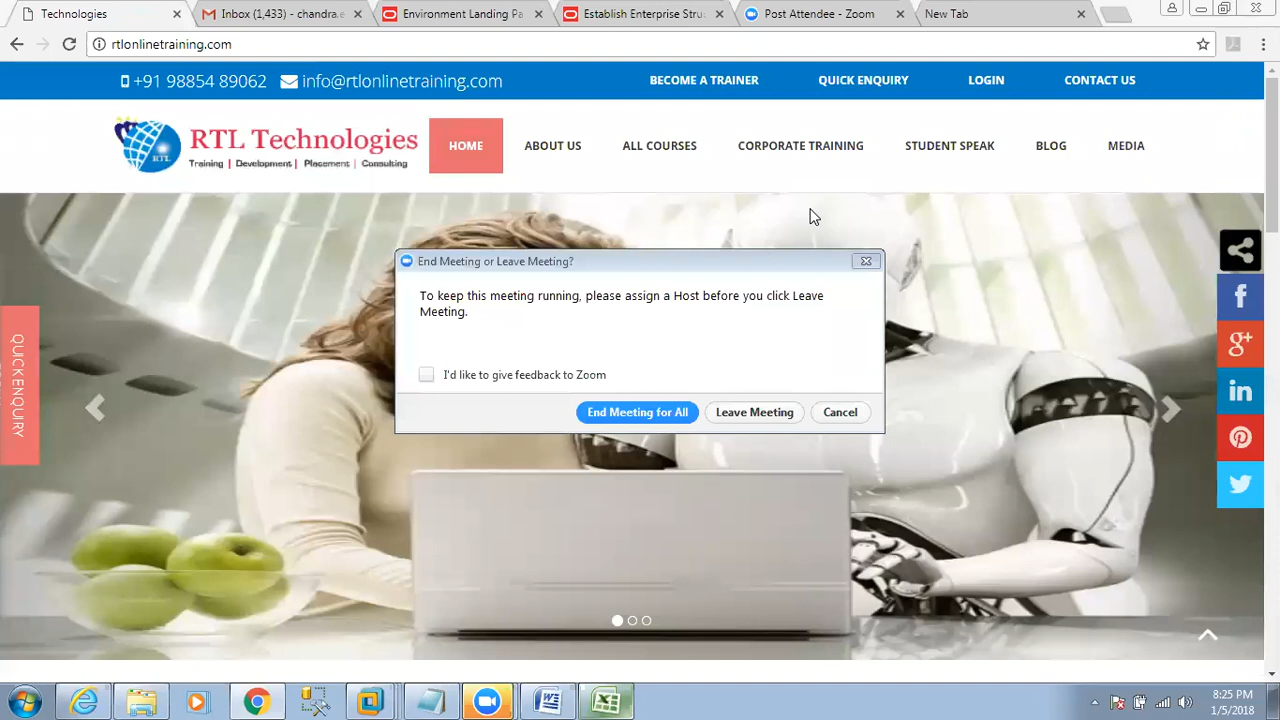 Technologies
Inbox (1,433) - chandra.e
Environment Landing Pa
Establish Enterprise Stru
Post Attendee - Zoom
New Tab
rtlonlinetraining.com
+91 98854 89062
info@rtlonlinetraining.com
BECOME A TRAINER
QUICK ENQUIRY
LOGIN
CONTACT US
RTL Technologies
Training | Development | Placement | Consulting
RTL
HOME
ABOUT US
ALL COURSES
CORPORATE TRAINING
STUDENT SPEAK
BLOG
MEDIA
End Meeting or Leave Meeting?
To keep this meeting running, please assign a Host before you click Leave
Meeting.
I'd like to give feedback to Zoom
End Meeting for All
Leave Meeting
Cancel
QUICK ENQUIRY
8:25 PM
1/5/2018